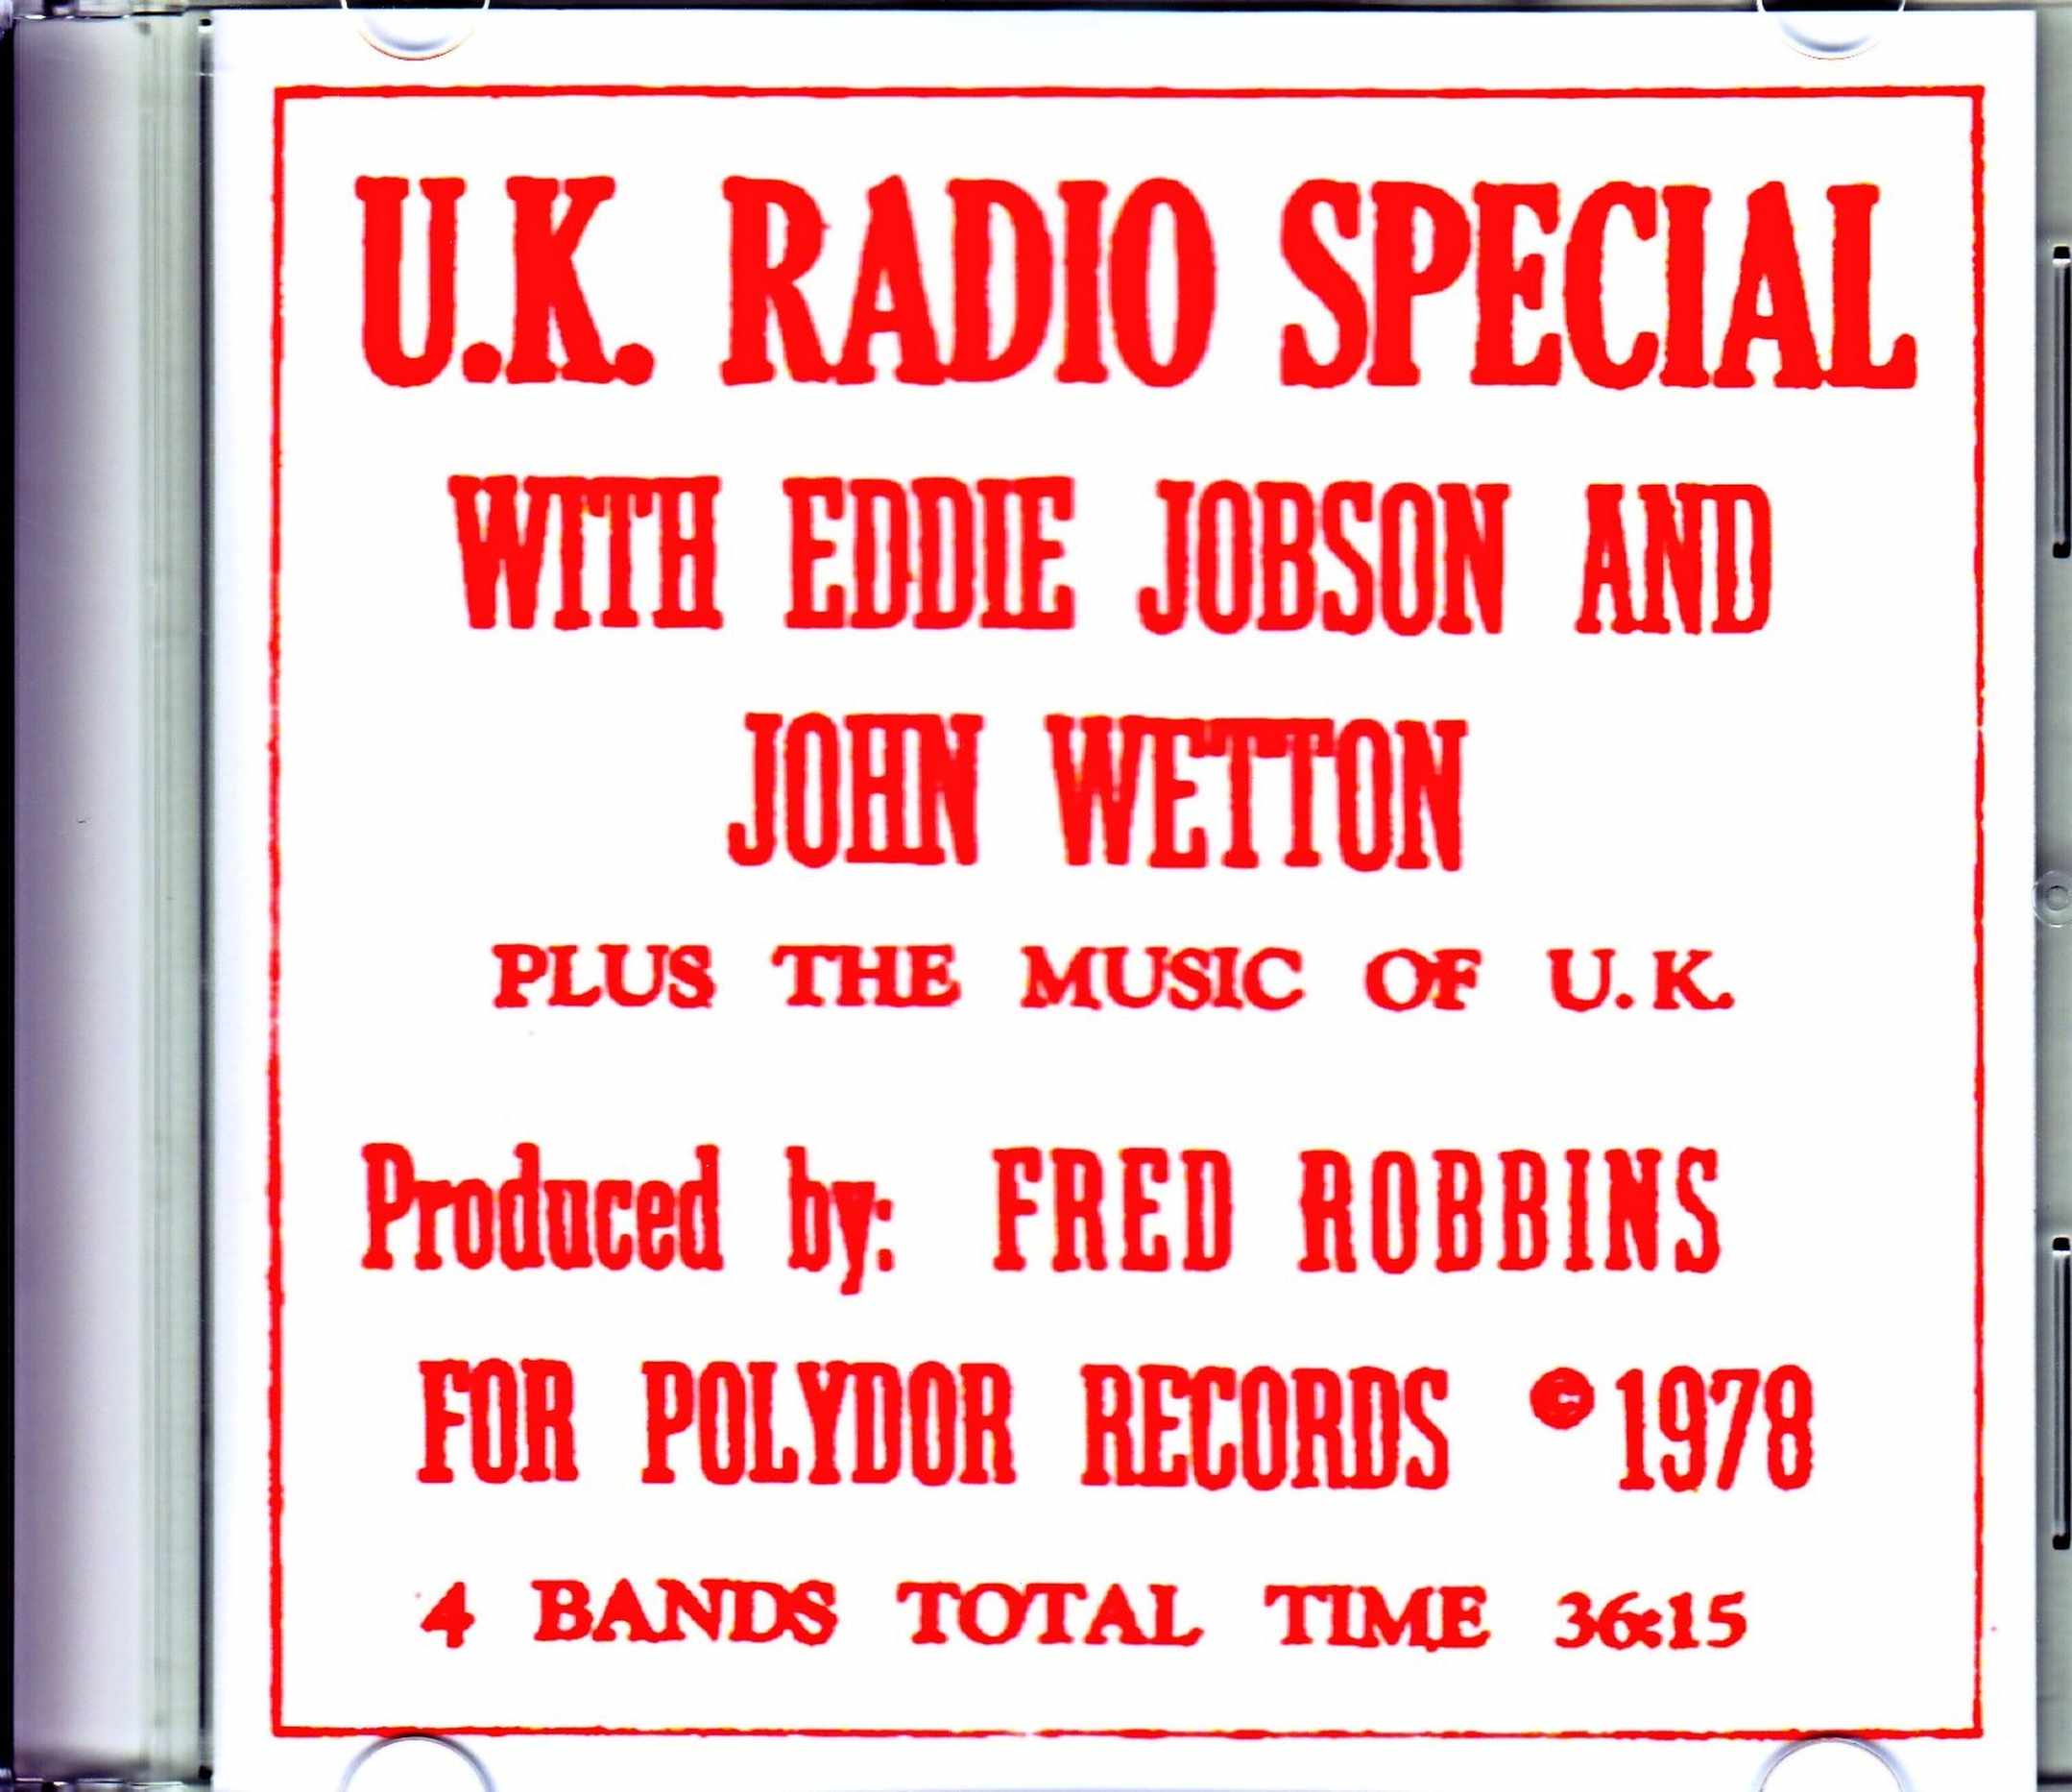 U.K. RADIO SPECIAL
WITH EDDIE JOBSON AND
JOHN WETTON
PLUS THE MUSIC OF U.K.
Produced by: FRED ROBBINS
FOR POLYDOR RECORDS ©1978
4 BANDS TOTAL TIME 36:15